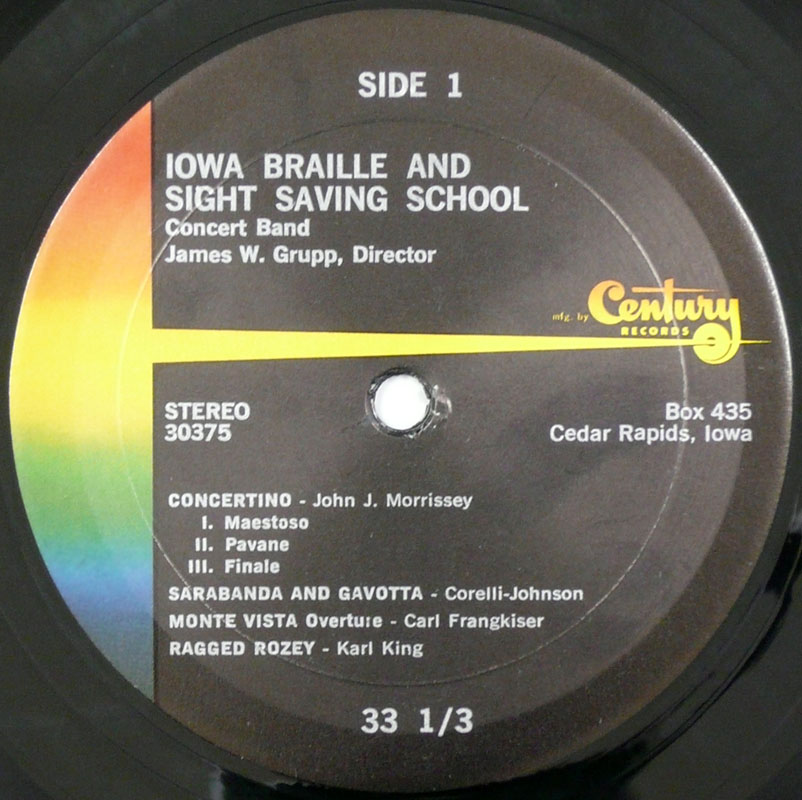 SIDE 1
IOWA BRAILLE AND
SIGHT SAVING SCHOOL
Concert Band
James W. Grupp, Director
mfg. by Century
RECORDS
STEREO
30375
Box 435
Cedar Rapids, Iowa
CONCERTINO - John J. Morrissey
I. Maestoso
II. Pavane
III. Finale
SARABANDA AND GAVOTTA - Corelli-Johnson
MONTE VISTA Overture - Carl Frangkiser
RAGGED ROZEY - Karl King
33 1/3